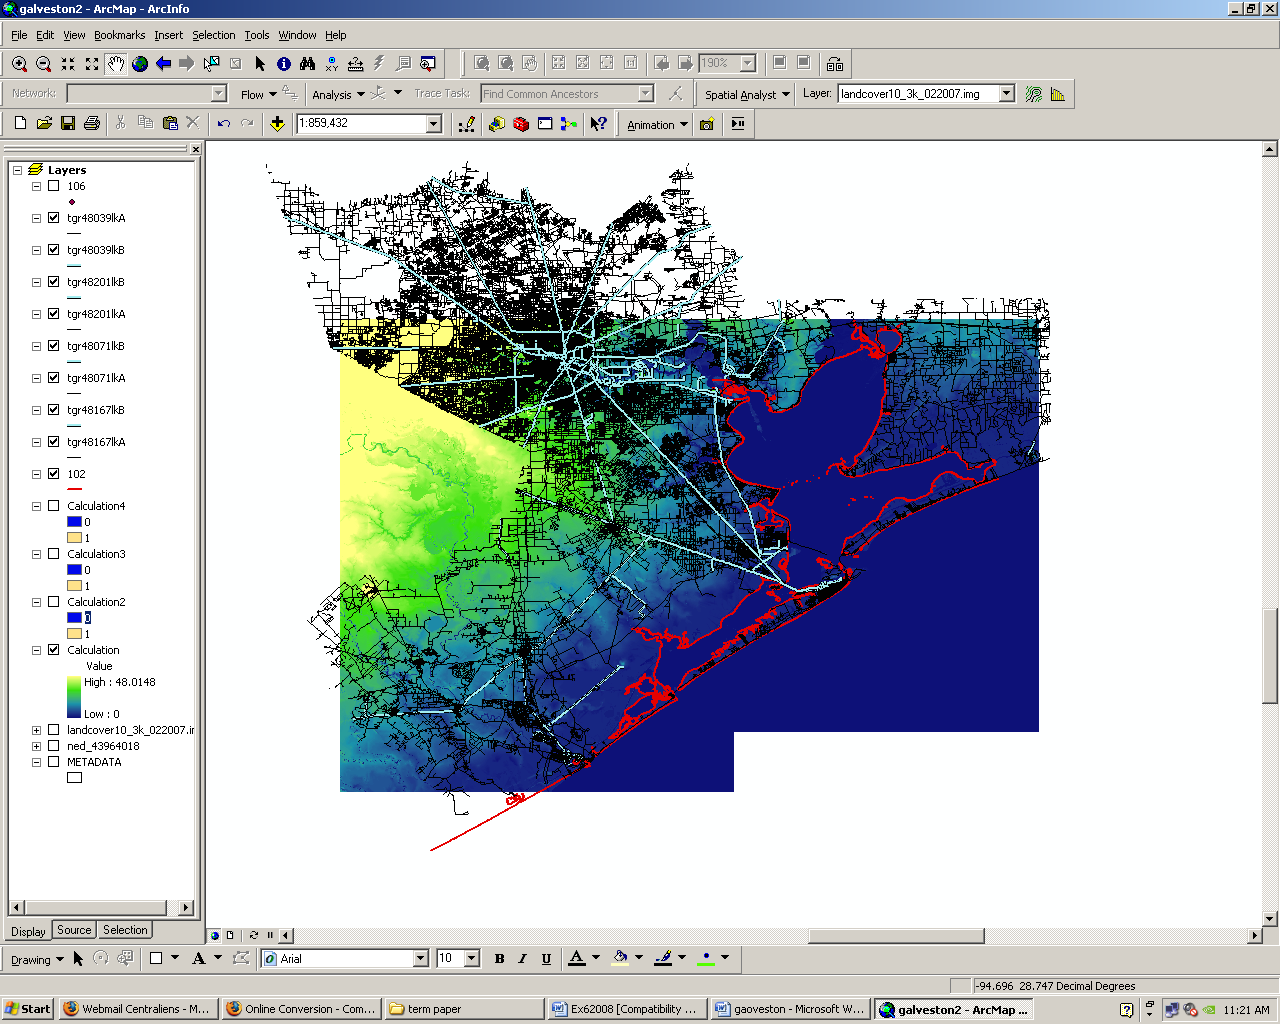 galveston2 - ArcMap - ArcInfo
File Edit View Bookmarks Insert Selection Tools Window Help
190%
Network: Flow Analysis Trace Task: Find Common Ancestors Spatial Analyst Layer: landcover10_3k_022007.img
1:859,432 Animation
Layers
106
tgr48039lkA
tgr48039lkB
tgr48201lkB
tgr48201lkA
tgr48071lkB
tgr48071lkA
tgr48167lkB
tgr48167lkA
102
Calculation4
0
1
Calculation3
0
1
Calculation2
0
1
Calculation
Value
High : 48.0148
Low : 0
landcover10_3k_022007.ir
ned_43964018
METADATA
Display Source Selection
Drawing A Arial 10 B I U A
-94.696 28.747 Decimal Degrees
Start Webmail Centraliens - M... Online Conversion - Com... term paper Ex62008 [Compatibility ... gaoveston - Microsoft W... galveston2 - ArcMap ... 11:21 AM